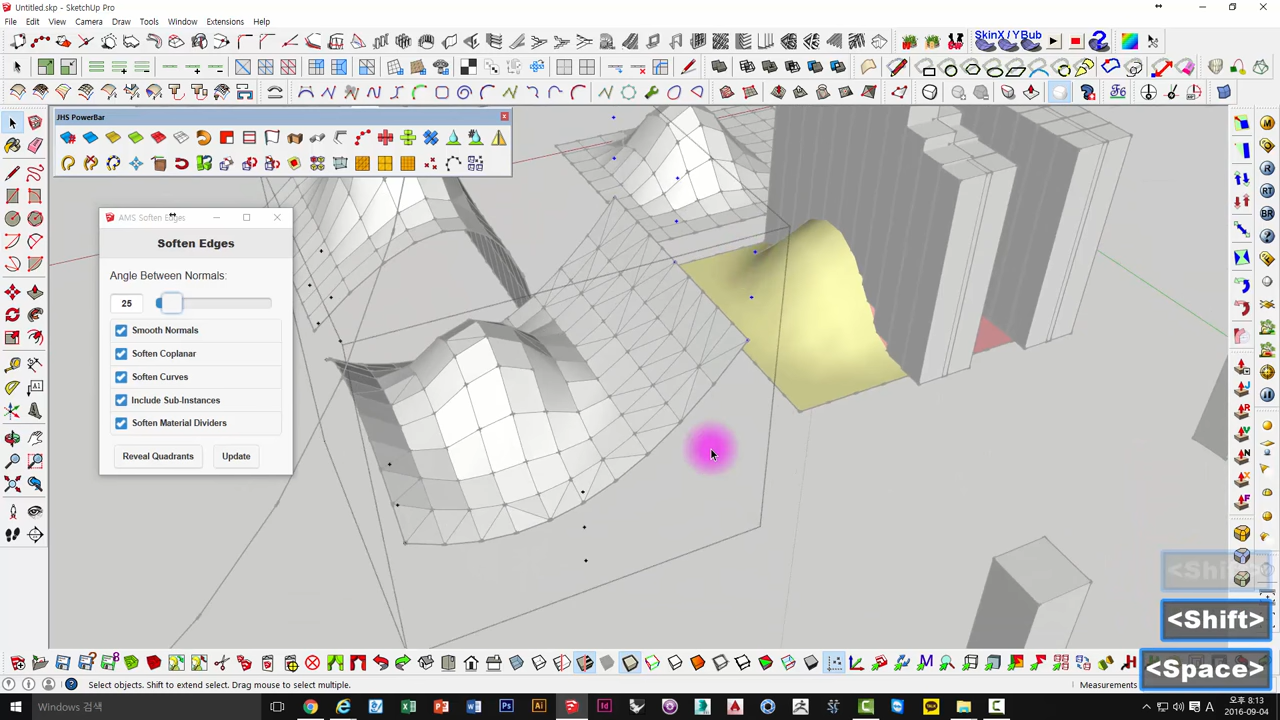 Untitled.skp - SketchUp Pro
File Edit View Camera Draw Tools Window Extensions Help
SkinX / YBub
JHS PowerBar
AMS Soften Edges
Soften Edges
Angle Between Normals:
25
Smooth Normals
Soften Coplanar
Soften Curves
Include Sub-Instances
Soften Material Dividers
Reveal Quadrants Update
<Shift>
<Shift>
<Space>
Select objects. Shift to extend select. Drag mouse to select multiple.
Measurements
Windows 검색
오후 8:13
2016-09-04